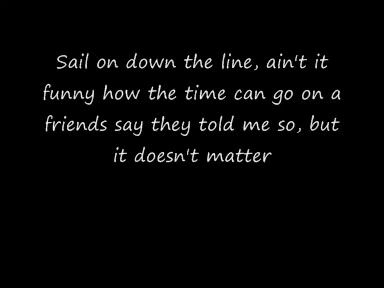 Sail on down the line, ain't it
funny how the time can go on a
friends say they told me so, but
it doesn't matter